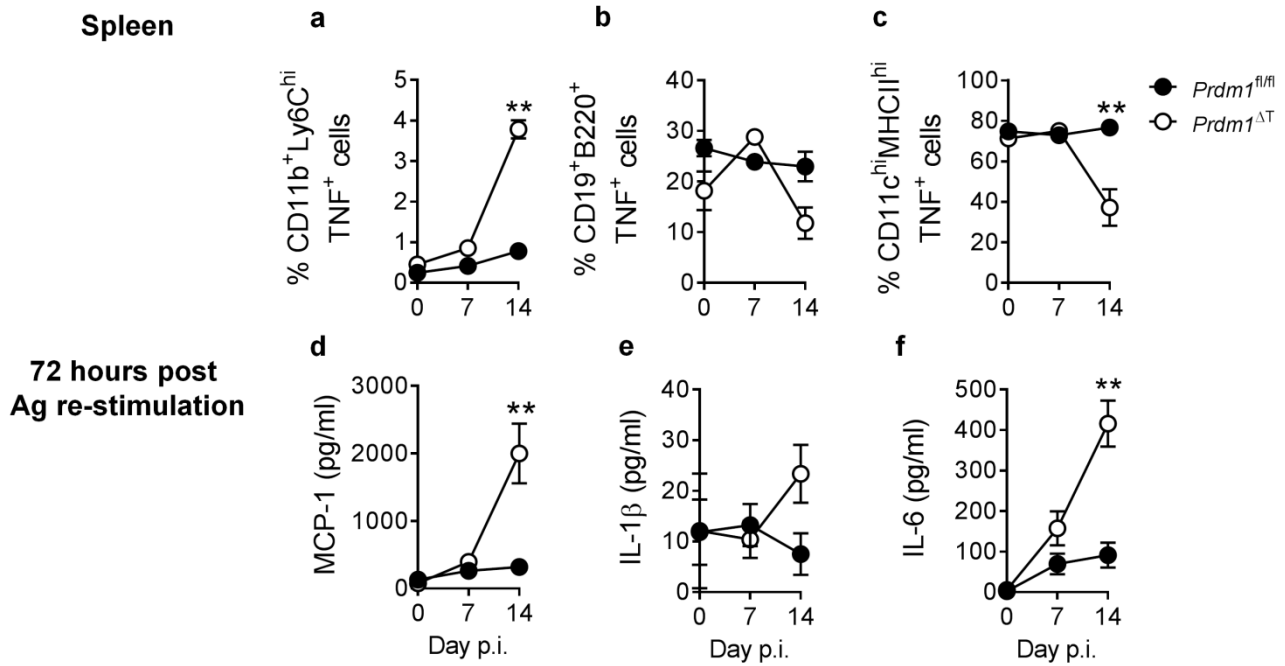 Spleen
a
% CD11b⁺Ly6Cʰⁱ
TNF⁺ cells
5
4
3
2
1
0
**
0 7 14
b
% CD19⁺B220⁺
TNF⁺ cells
40
30
20
10
0
0 7 14
c
% CD11cʰⁱMHCIIʰⁱ
TNF⁺ cells
100
80
60
40
20
0
**
0 7 14
Prdm1ᶠˡ/ᶠˡ
Prdm1ΔT
72 hours post
Ag re-stimulation
d
MCP-1 (pg/ml)
3000
2000
1000
0
**
0 7 14
Day p.i.
e
IL-1β (pg/ml)
40
30
20
10
0
0 7 14
Day p.i.
f
IL-6 (pg/ml)
500
400
300
200
100
0
**
0 7 14
Day p.i.